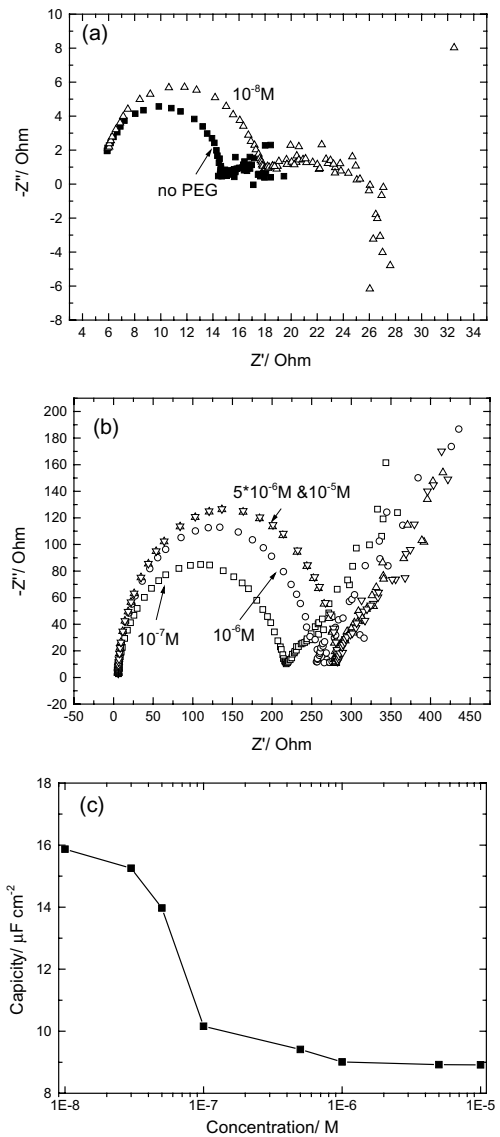 (a)
-Z"/ Ohm
8
6
4
2
0
-2
-4
-6
-8
10⁻⁸M
no PEG
4 6 8 10 12 14 16 18 20 22 24 26 28 30 32 34
Z'/ Ohm
(b)
-Z"/ Ohm
200
180
160
140
120
100
80
60
40
20
0
-20
5*10⁻⁶M &10⁻⁵M
10⁻⁷M
10⁻⁶M
-50 0 50 100 150 200 250 300 350 400 450
Z'/ Ohm
(c)
Capicity/ μF cm⁻²
18
16
14
12
10
8
1E-8 1E-7 1E-6 1E-5
Concentration/ M